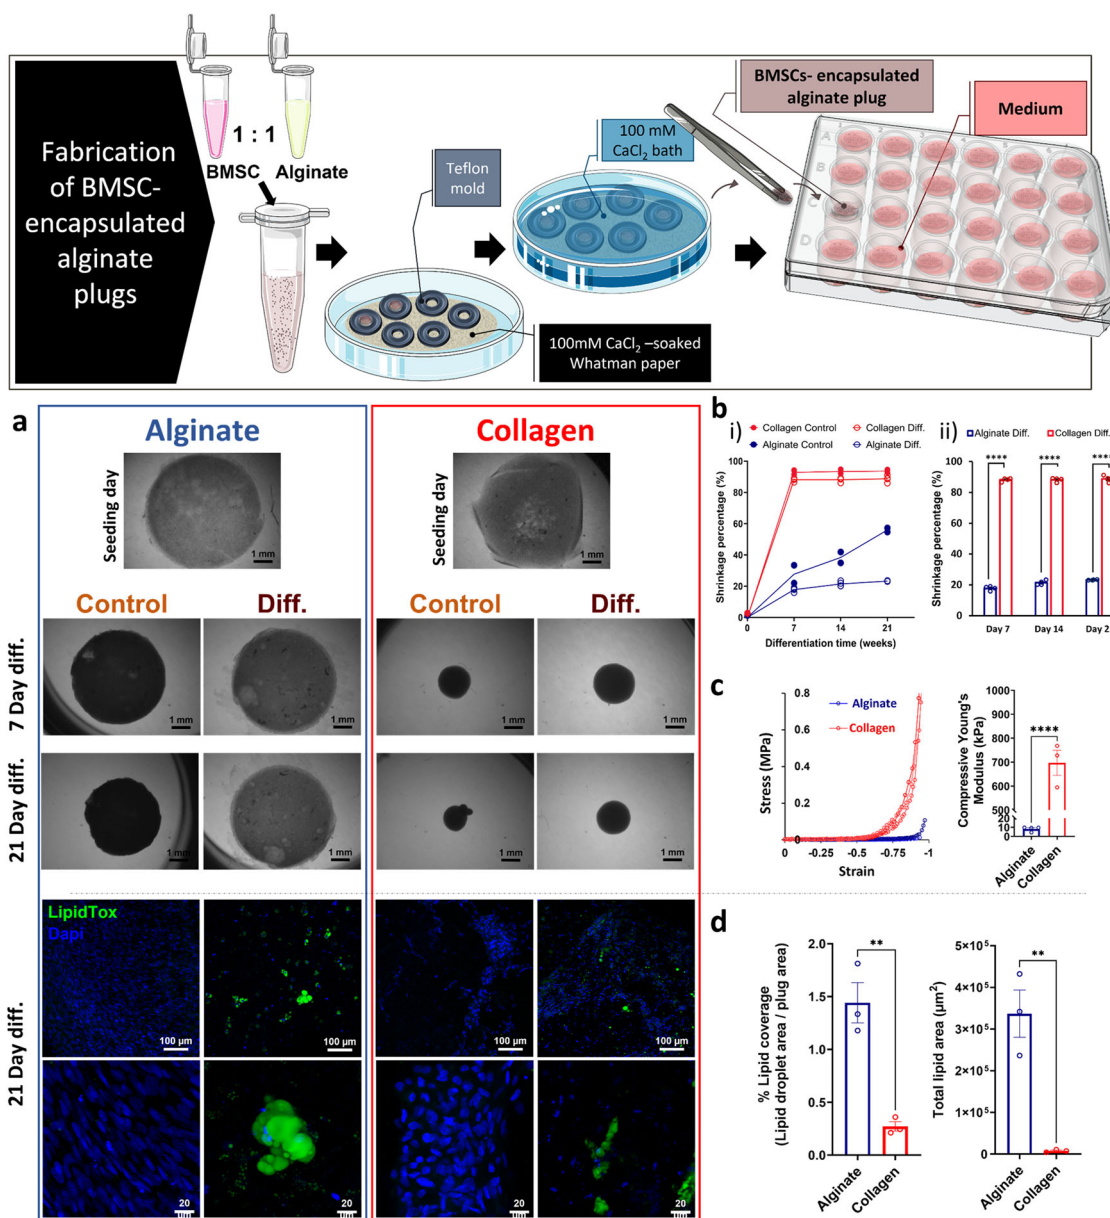 Fabrication
of BMSC-
encapsulated
alginate
plugs
1 : 1
BMSC
Alginate
Teflon
mold
100mM CaCl₂ –soaked
Whatman paper
100 mM
CaCl₂ bath
BMSCs- encapsulated
alginate plug
Medium
A
B
C
D
a
Alginate
Collagen
Seeding day
1 mm
Seeding day
1 mm
Control
Diff.
Control
Diff.
7 Day diff.
1 mm
1 mm
1 mm
1 mm
21 Day diff.
1 mm
1 mm
1 mm
1 mm
21 Day diff.
LipidTox
Dapi
100 µm
100 µm
100 µm
100 µm
20
µm
20
µm
20
µm
20
µm
b
i)
Collagen Control
Collagen Diff.
Alginate Control
Alginate Diff.
Shrinkage percentage (%)
100
80
60
40
20
0
0
7
14
21
Differentiation time (weeks)
ii)
Alginate Diff.
Collagen Diff.
Shrinkage percentage (%)
100
80
60
40
20
0
****
****
****
Day 7
Day 14
Day 2
c
Stress (MPa)
0.8
0.6
0.4
0.2
0
Alginate
Collagen
0
-0.25
-0.5
-0.75
-1
Strain
Compressive Young's
Modulus (kPa)
1000
900
800
700
600
500
20
10
0
****
Alginate
Collagen
d
% Lipid coverage
(Lipid droplet area / plug area)
2.0
1.5
1.0
0.5
0.0
**
Alginate
Collagen
Total lipid area (µm²)
5×10⁵
4×10⁵
3×10⁵
2×10⁵
1×10⁵
0
**
Alginate
Collagen